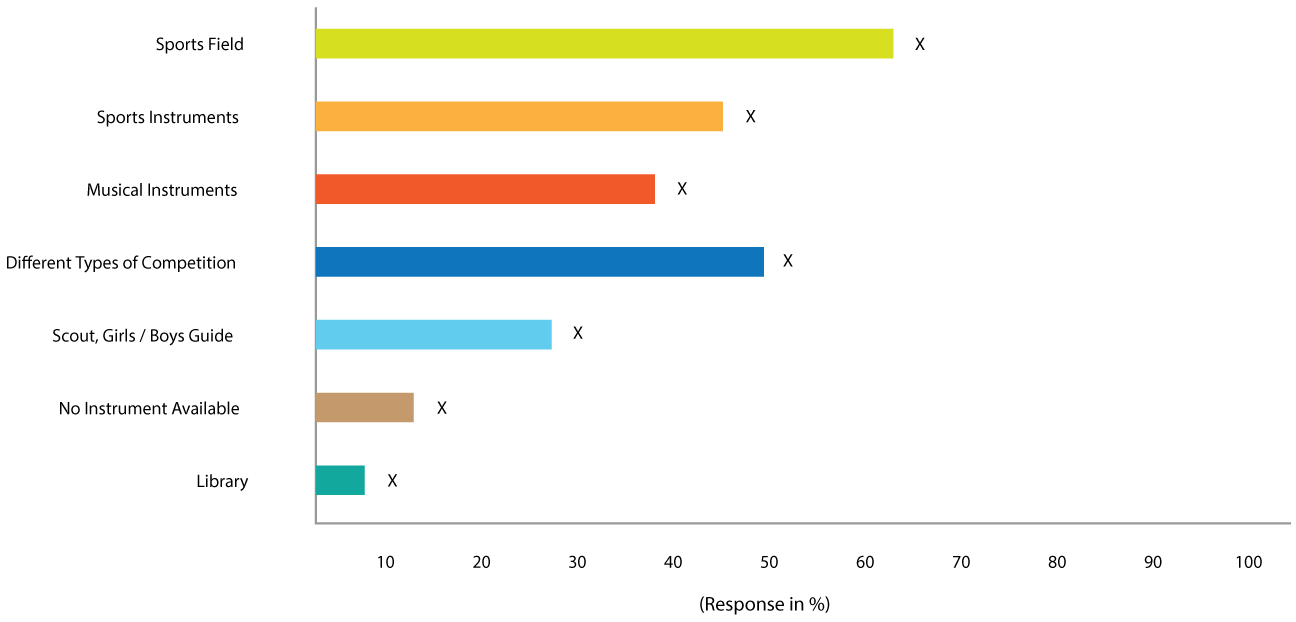 Sports Field X
Sports Instruments X
Musical Instruments X
Different Types of Competition X
Scout, Girls / Boys Guide X
No Instrument Available X
Library X
10 20 30 40 50 60 70 80 90 100
(Response in %)